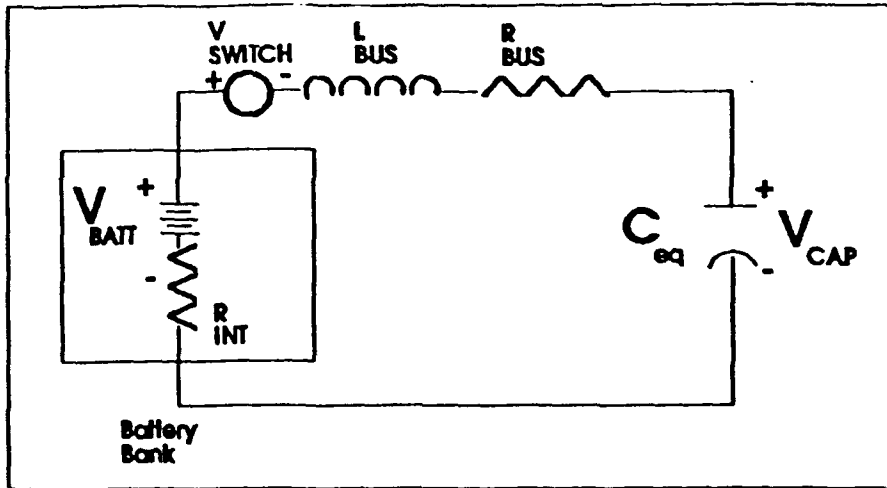 V
SWITCH
+ -
L
BUS
R
BUS
+
V
BATT
-
R
INT
C
eq
+
V
CAP
-
Battery
Bank